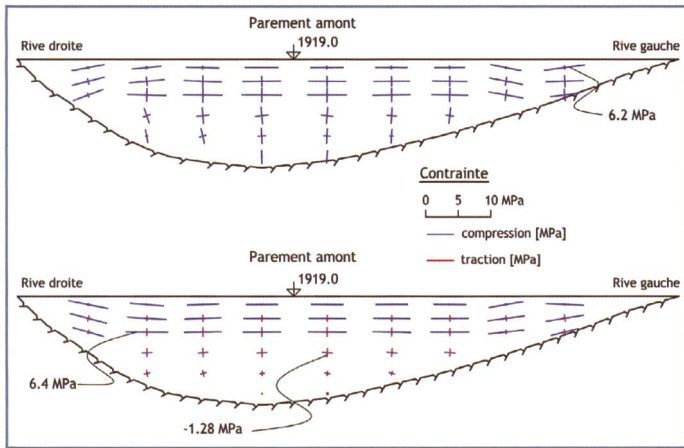 Parement amont
Rive droite
1919.0
Rive gauche
6.2 MPa
Contrainte
0 5 10 MPa
compression [MPa]
traction [MPa]
Parement amont
Rive droite
1919.0
Rive gauche
6.4 MPa
-1.28 MPa